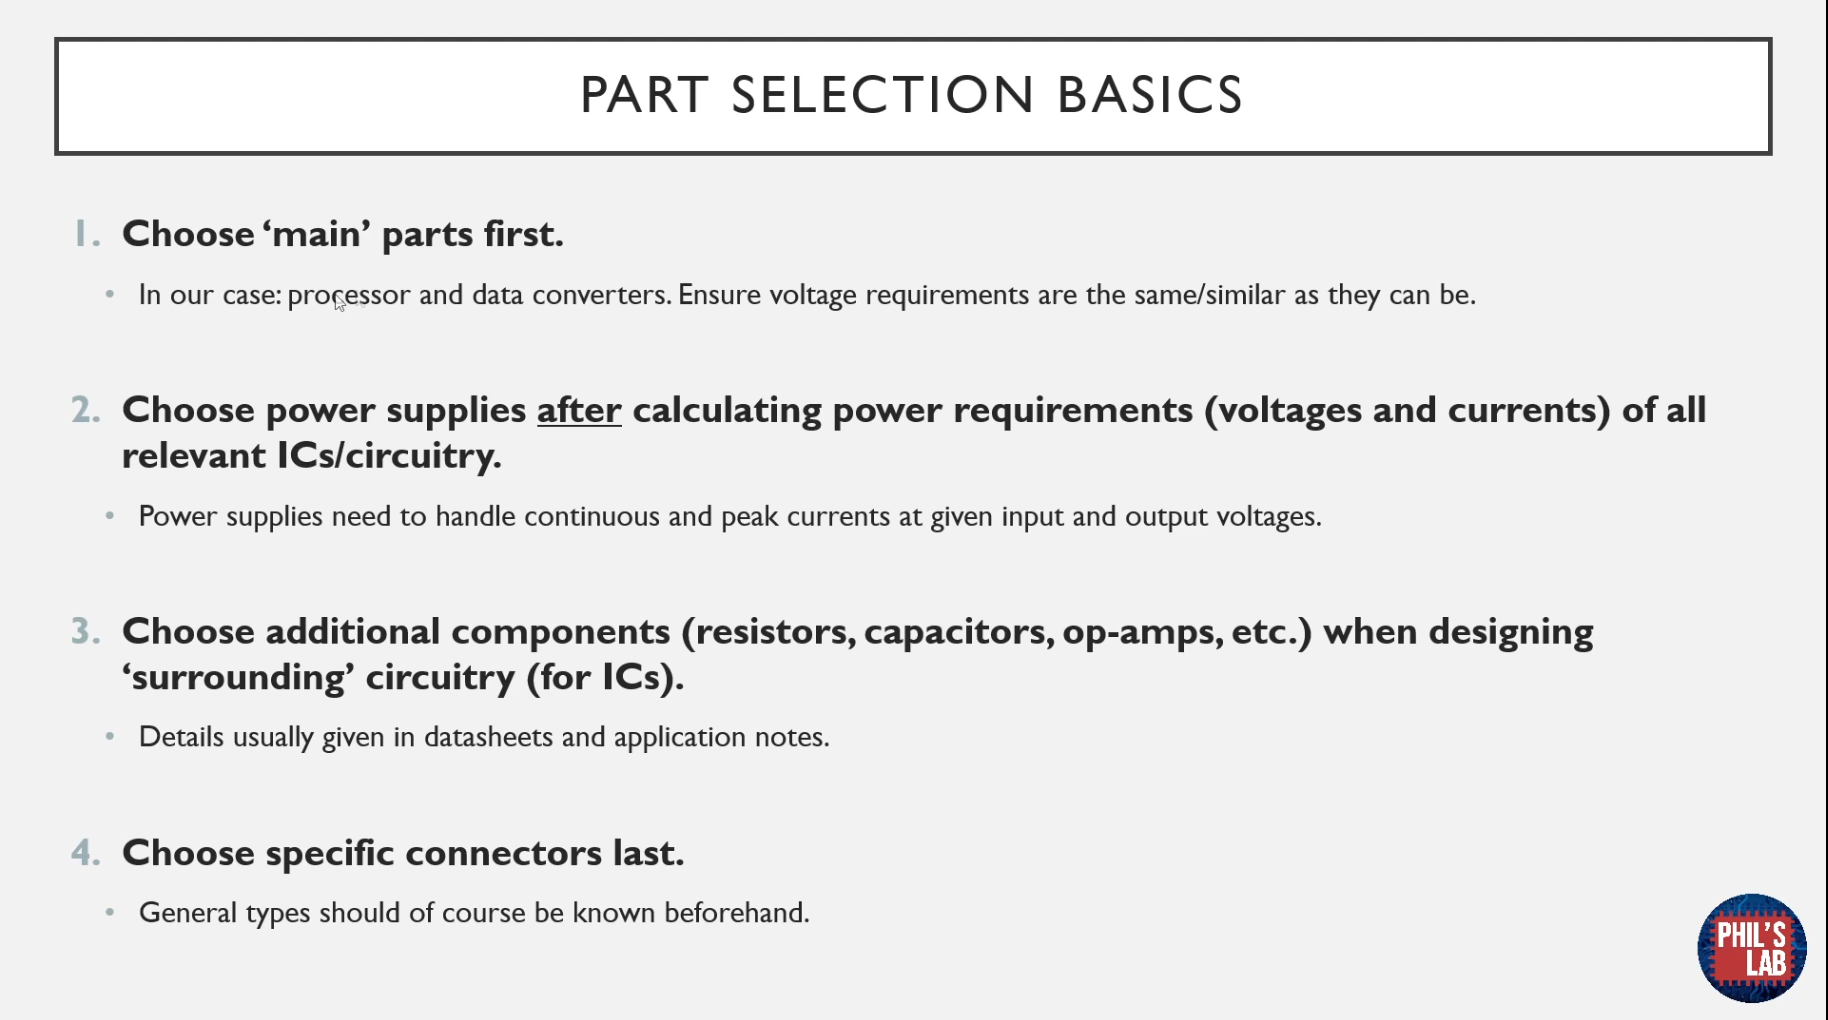 PART SELECTION BASICS
1. Choose ‘main’ parts first.
• In our case: processor and data converters. Ensure voltage requirements are the same/similar as they can be.
2. Choose power supplies after calculating power requirements (voltages and currents) of all
relevant ICs/circuitry.
• Power supplies need to handle continuous and peak currents at given input and output voltages.
3. Choose additional components (resistors, capacitors, op-amps, etc.) when designing
‘surrounding’ circuitry (for ICs).
• Details usually given in datasheets and application notes.
4. Choose specific connectors last.
• General types should of course be known beforehand.
PHIL'S
LAB